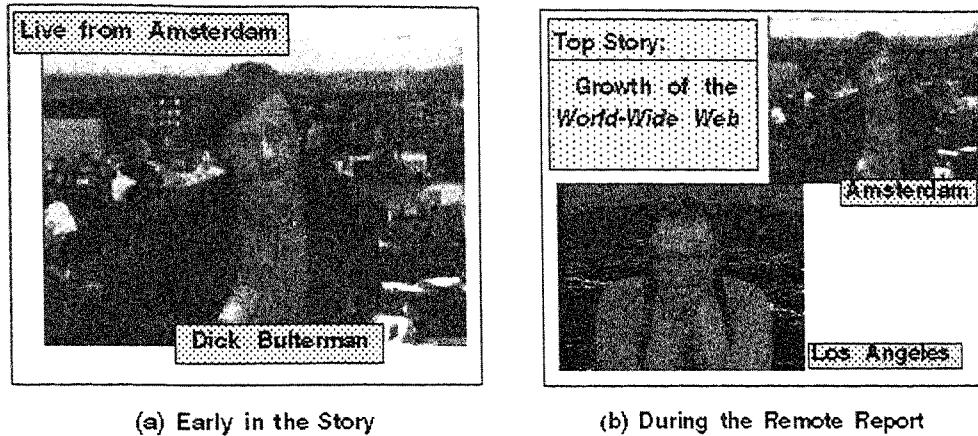 Live from Amsterdam
Dick Bulterman
(a) Early in the Story
Top Story:
Growth of the
World-Wide Web
Amsterdam
Los Angeles
(b) During the Remote Report